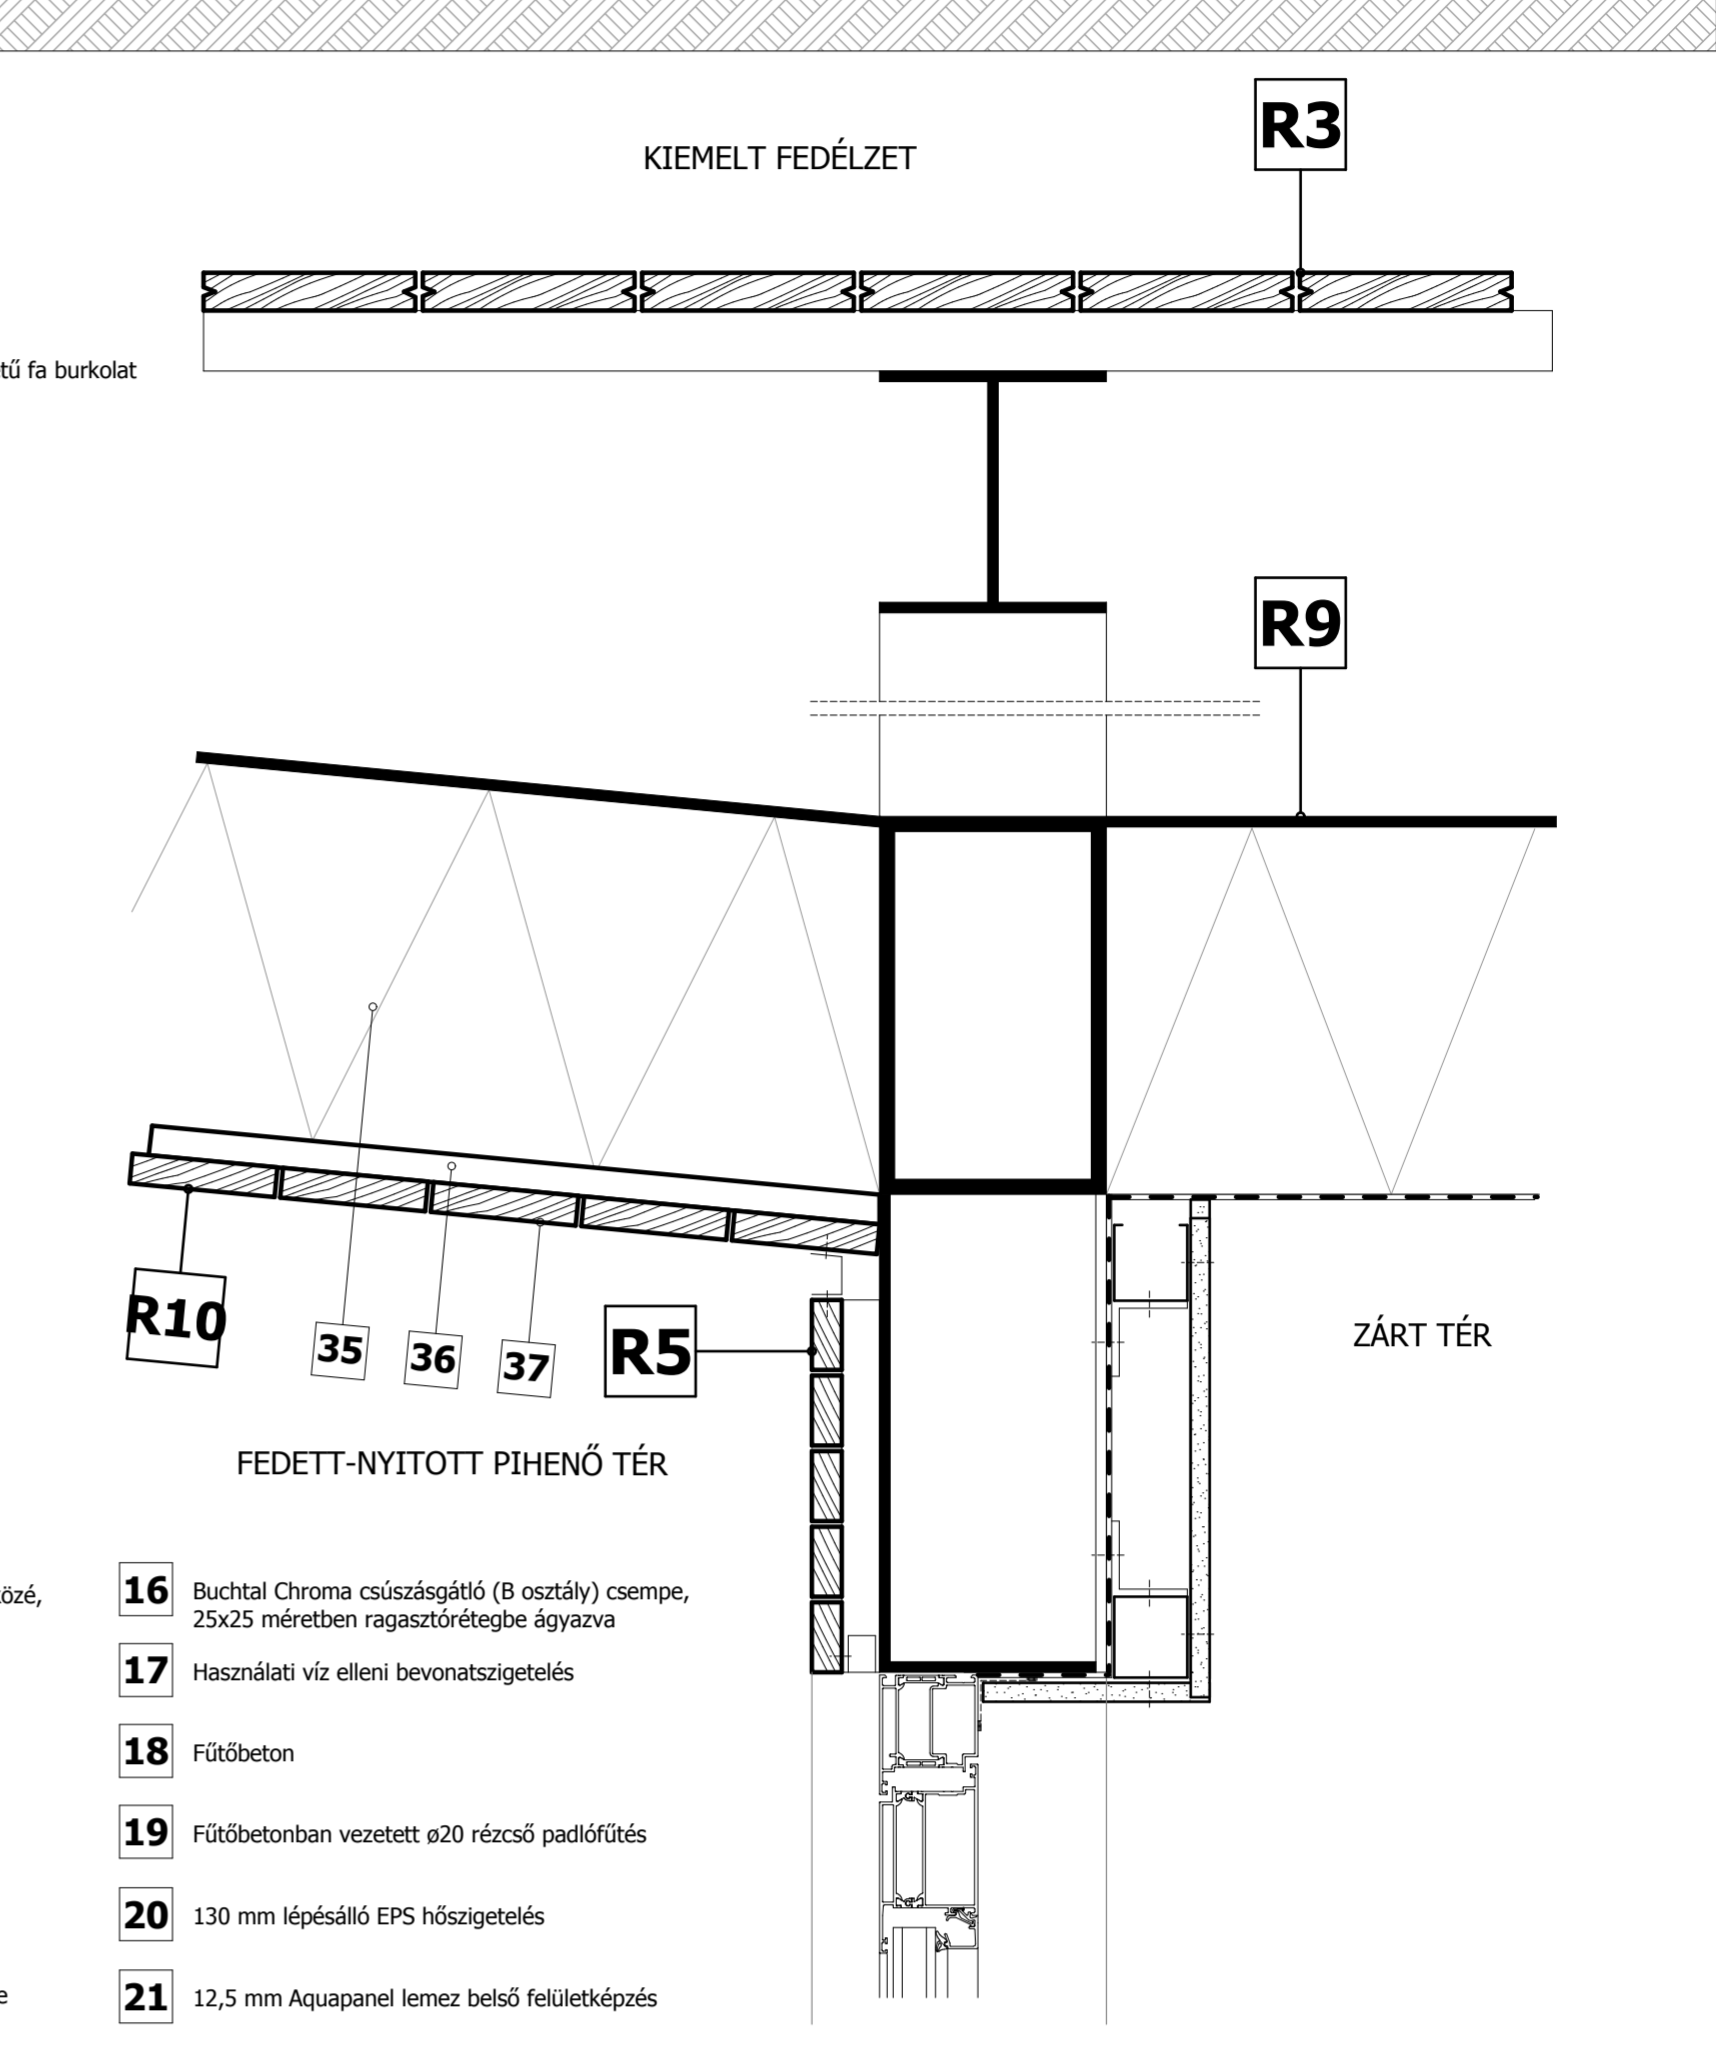 R3
KIEMELT FEDÉLZET
tű fa burkolat
R9
R10
35
36
37
R5
ZÁRT TÉR
FEDETT-NYITOTT PIHENŐ TÉR
özé,
16 Buchtal Chroma csúszásgátló (B osztály) csempe,
25x25 méretben ragasztórétegbe ágyazva
17 Használati víz elleni bevonatszigetelés
18 Fűtőbeton
19 Fűtőbetonban vezetett ø20 rézcső padlófűtés
20 130 mm lépésálló EPS hőszigetelés
e
21 12,5 mm Aquapanel lemez belső felületképzés